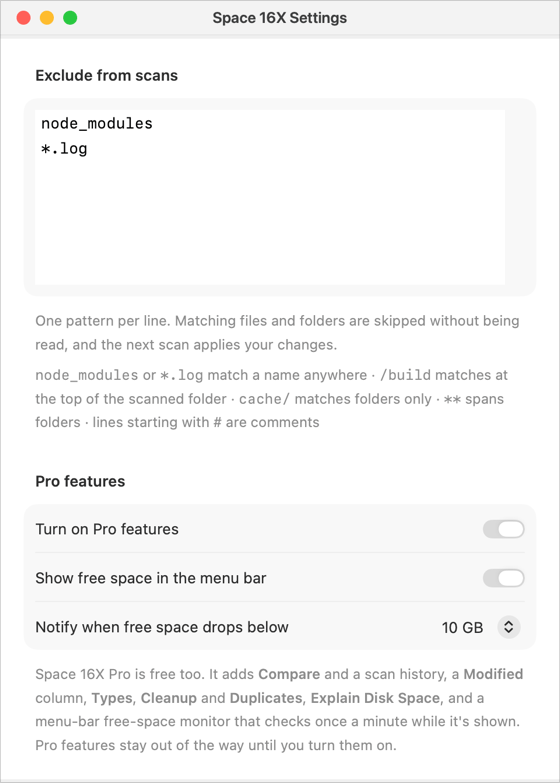 Space 16X Settings
Exclude from scans
node_modules
*.log
One pattern per line. Matching files and folders are skipped without being
read, and the next scan applies your changes.
node_modules or *.log match a name anywhere · /build matches at
the top of the scanned folder · cache/ matches folders only · ** spans
folders · lines starting with # are comments
Pro features
Turn on Pro features
Show free space in the menu bar
Notify when free space drops below 10 GB
Space 16X Pro is free too. It adds Compare and a scan history, a Modified
column, Types, Cleanup and Duplicates, Explain Disk Space, and a
menu-bar free-space monitor that checks once a minute while it's shown.
Pro features stay out of the way until you turn them on.